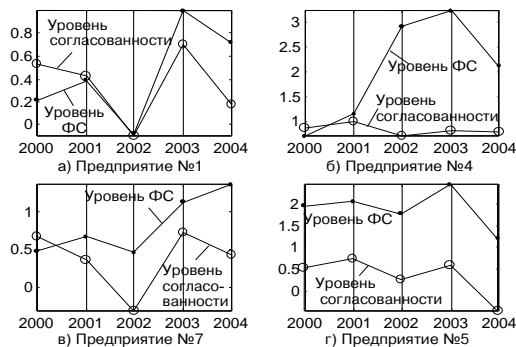 0.8
0.6
0.4
0.2
0
Уровень
согласованности
Уровень
ФС
2000 2001 2002 2003 2004
а) Предприятие №1
3
2.5
2
1.5
1
Уровень ФС
Уровень
согласованности
2000 2001 2002 2003 2004
б) Предприятие №4
1
0.5
0
Уровень ФС
Уровень
согласо-
ванности
2000 2001 2002 2003 2004
в) Предприятие №7
2
1.5
1
0.5
0
Уровень ФС
Уровень
согласованности
2000 2001 2002 2003 2004
г) Предприятие №5